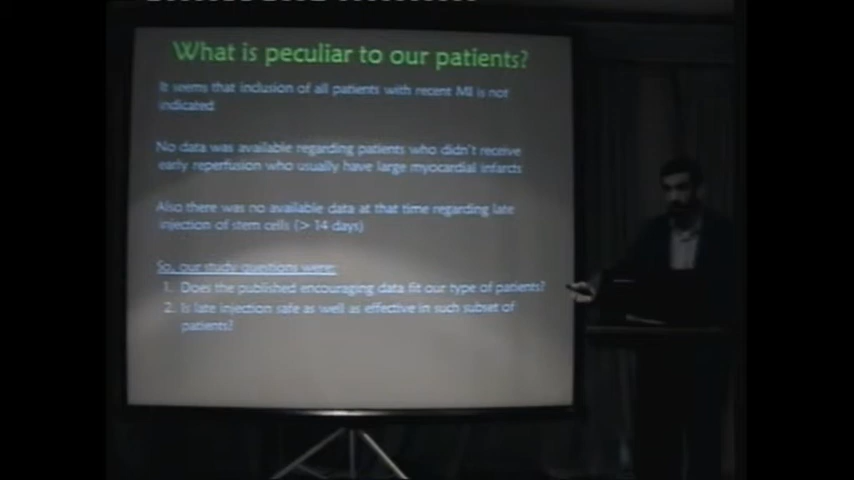 What is peculiar to our patients?
It seems that inclusion of all patients with recent MI is not
indicated
No data was available regarding patients who didn't receive
early reperfusion who usually have large myocardial infarcts
Also there was no available data at that time regarding late
injection of stem cells (> 14 days)
So, our study questions were:
1. Does the published encouraging data fit our type of patients?
2. Is late injection safe as well as effective in such subset of
patients?